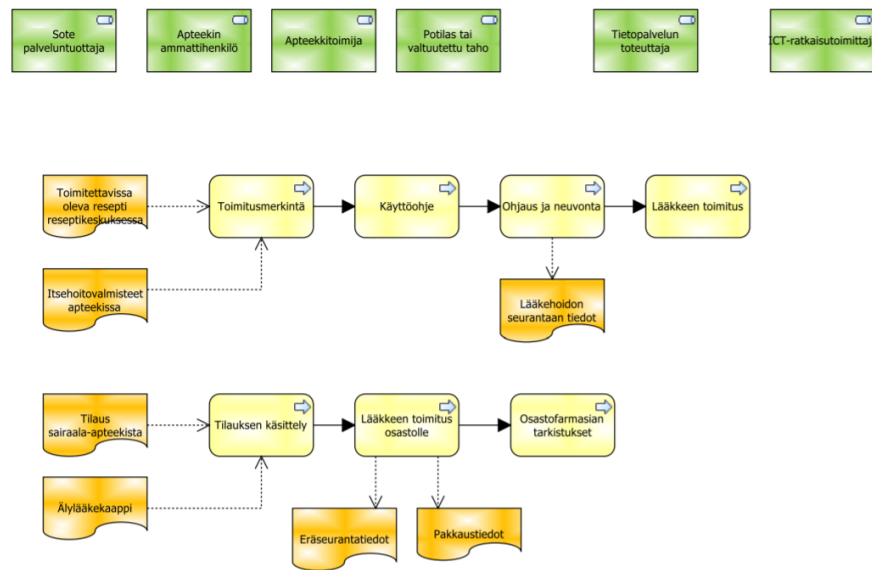 Sote
palveluntuottaja
Apteekin
ammattihenkilö
Apteekkitoimija
Potilas tai
valtuutettu taho
Tietopalvelun
toteuttaja
ICT-ratkaisutoimittaj
Toimitettavissa
oleva resepti
reseptikeskuksessa
Toimitusmerkintä
Käyttöohje
Ohjaus ja neuvonta
Lääkkeen toimitus
Itsehoitovalmisteet
apteekissa
Lääkehoidon
seurantaan tiedot
Tilaus
sairaala-apteekista
Tilauksen käsittely
Lääkkeen toimitus
osastolle
Osastofarmasian
tarkistukset
Älylääkekaappi
Eräseurantatiedot
Pakkaustiedot